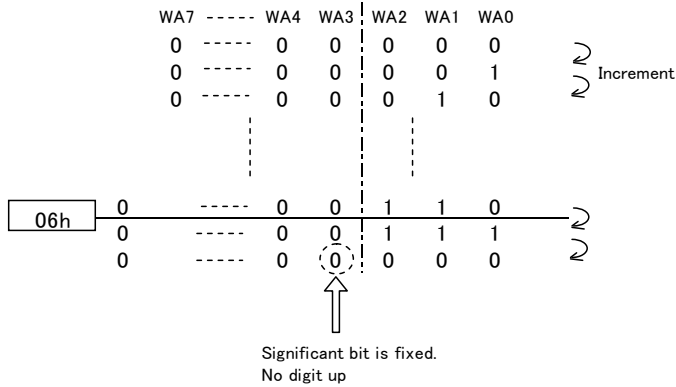 WA7 ----- WA4 WA3 WA2 WA1 WA0
0 ----- 0 0 0 0 0
0 ----- 0 0 0 0 1
Increment
0 ----- 0 0 0 1 0
06h
0 ----- 0 0 1 1 0
0 ----- 0 0 1 1 1
0 ----- 0 0 0 0 0
Significant bit is fixed.
No digit up